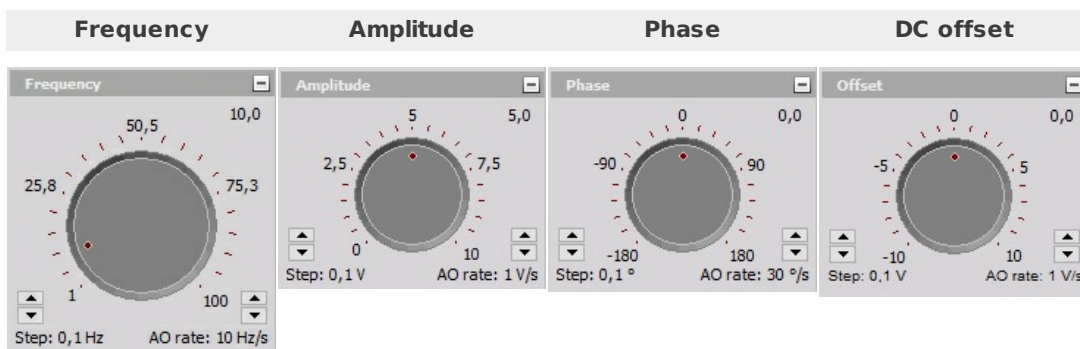 Frequency Amplitude Phase DC offset
Frequency Amplitude Phase Offset
10,0 5,0 0,0 0,0
50,5 5 0 0
2,5 7,5 -90 90 -5 5
25,8 75,3
0 10 -180 180 -10 10
Step: 0,1 V AO rate: 1 V/s Step: 0,1 ° AO rate: 30 °/s Step: 0,1 V AO rate: 1 V/s
1 100
Step: 0,1 Hz AO rate: 10 Hz/s